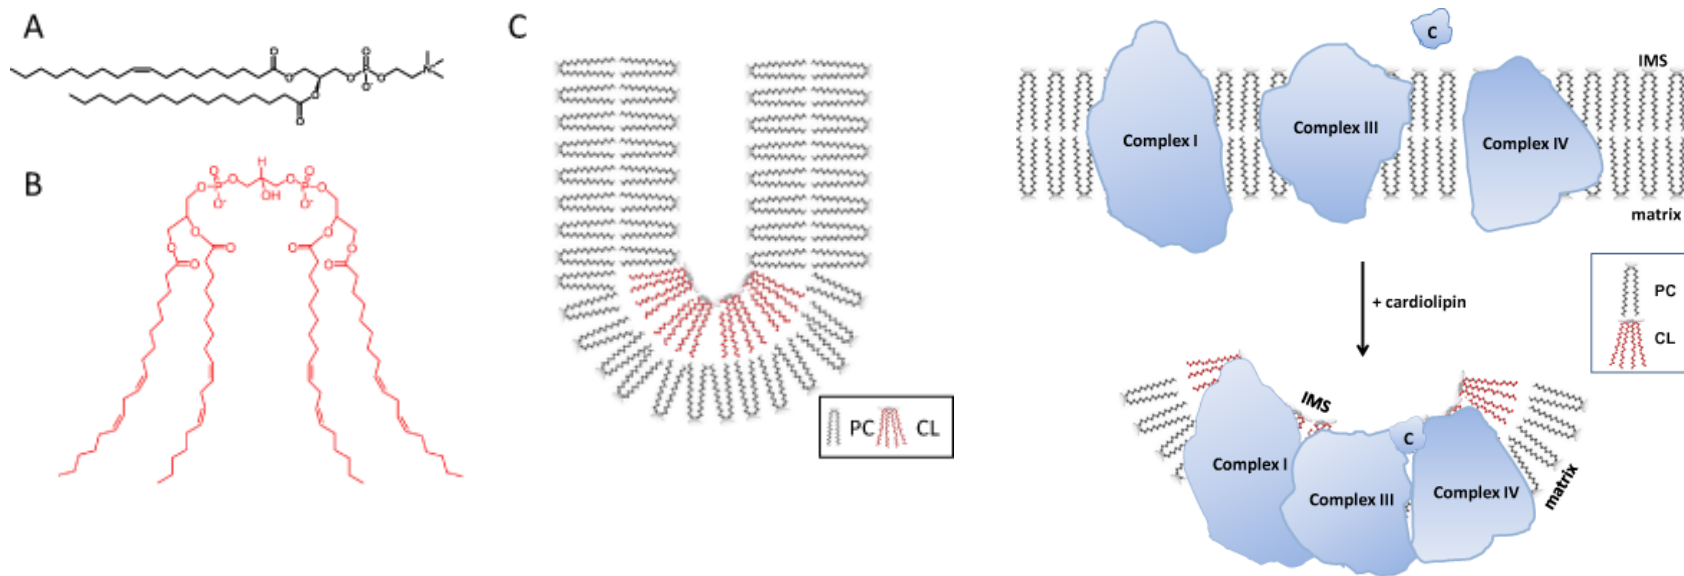 A
O
O
O
P
O
N
O-
O
O
B
H
O
O
O
P
O
O
P
O
O-
OH
O-
O
O
O
O
O
O
O
O
C
PC
CL
C
IMS
Complex I
Complex III
Complex IV
matrix
+ cardiolipin
PC
CL
IMS
C
Complex I
Complex III
Complex IV
matrix